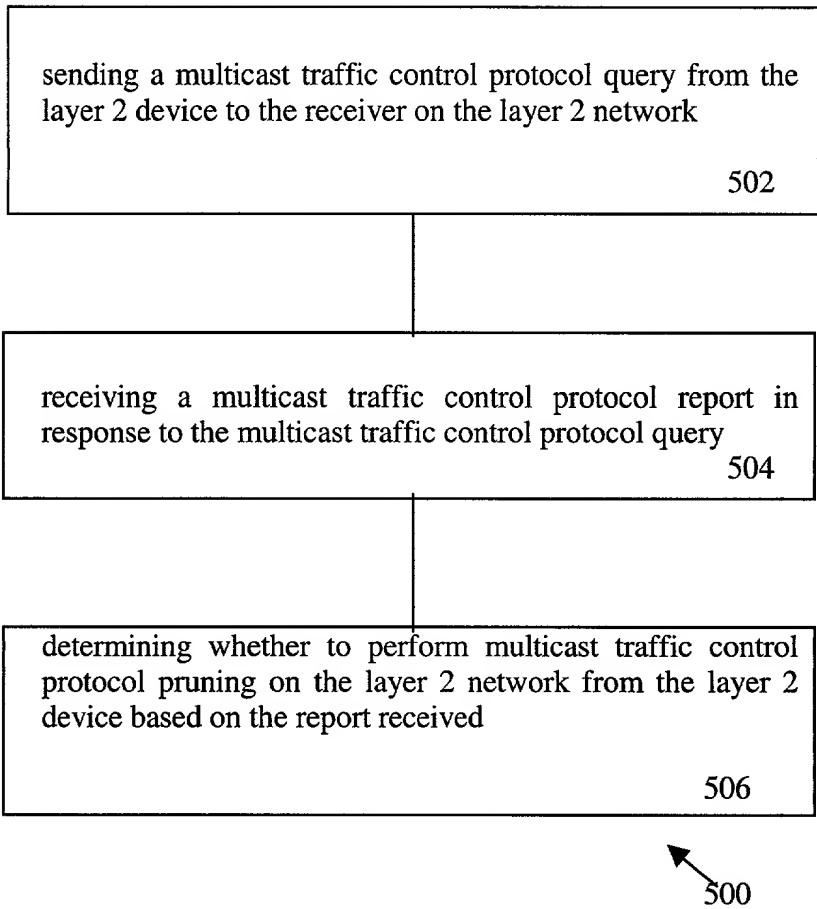 sending a multicast traffic control protocol query from the
layer 2 device to the receiver on the layer 2 network
502
receiving a multicast traffic control protocol report in
response to the multicast traffic control protocol query
504
determining whether to perform multicast traffic control
protocol pruning on the layer 2 network from the layer 2
device based on the report received
506
500